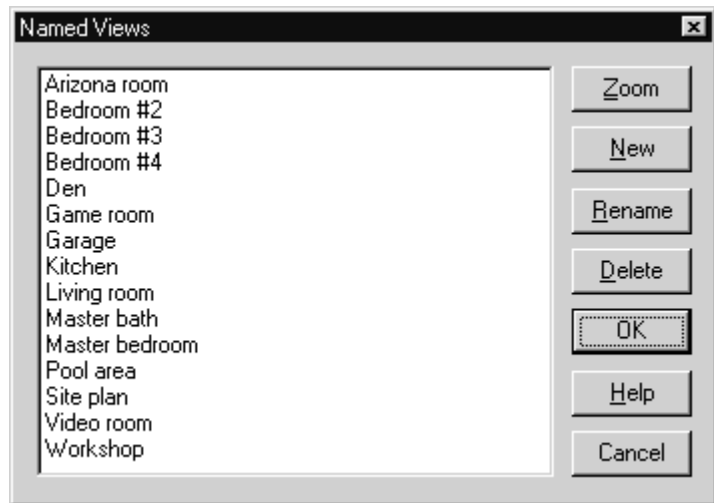 Named Views
Arizona room
Bedroom #2
Bedroom #3
Bedroom #4
Den
Game room
Garage
Kitchen
Living room
Master bath
Master bedroom
Pool area
Site plan
Video room
Workshop
Zoom
New
Rename
Delete
OK
Help
Cancel